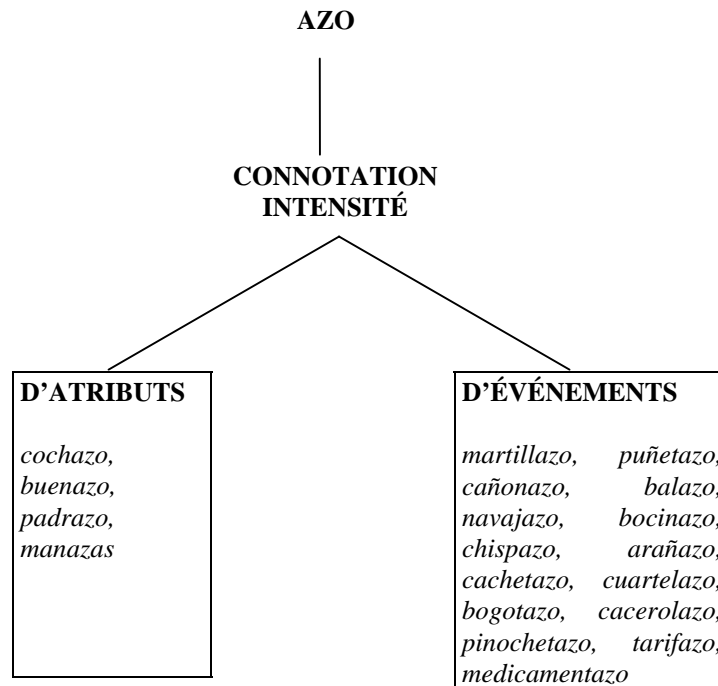 AZO
CONNOTATION
INTENSITÉ
D'ATRIBUTS
cochazo,
buenazo,
padrazo,
manazas
D'ÉVÉNEMENTS
martillazo, puñetazo,
cañonazo, balazo,
navajazo, bocinazo,
chispazo, arañazo,
cachetazo, cuartelazo,
bogotazo, cacerolazo,
pinochetazo, tarifazo,
medicamentazo